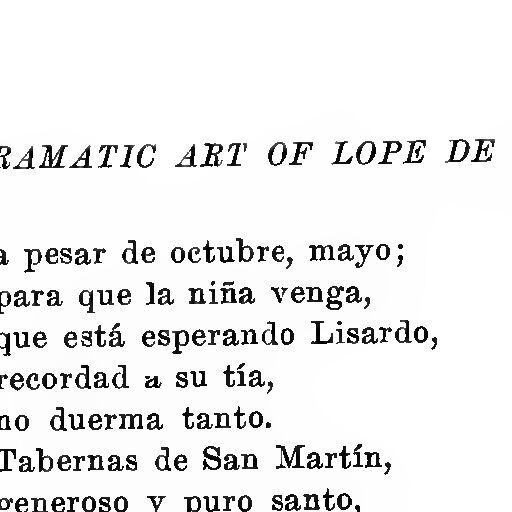 RAMATIC ART OF LOPE DE
a pesar de octubre, mayo;
para que la niña venga,
que está esperando Lisardo,
recordad a su tía,
no duerma tanto.
Tabernas de San Martín,
generoso y puro santo,